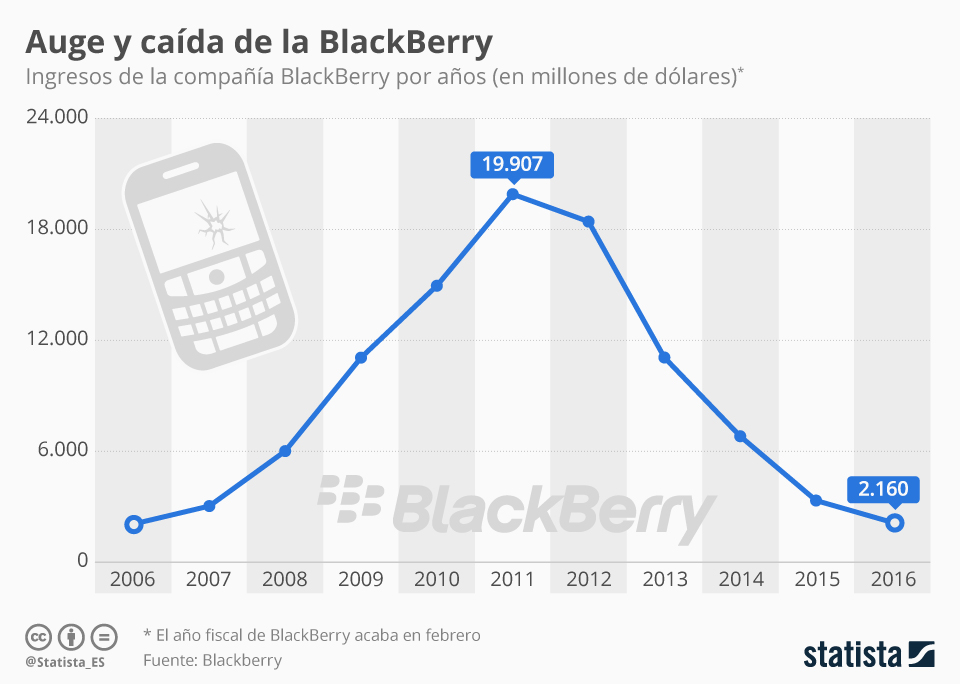 Auge y caída de la BlackBerry
Ingresos de la compañía BlackBerry por años (en millones de dólares)*
24.000
19.907
18.000
12.000
6.000
BlackBerry
2.160
0
2006 2007 2008 2009 2010 2011 2012 2013 2014 2015 2016
* El año fiscal de BlackBerry acaba en febrero
cc
@Statista_ES
Fuente: Blackberry
statista